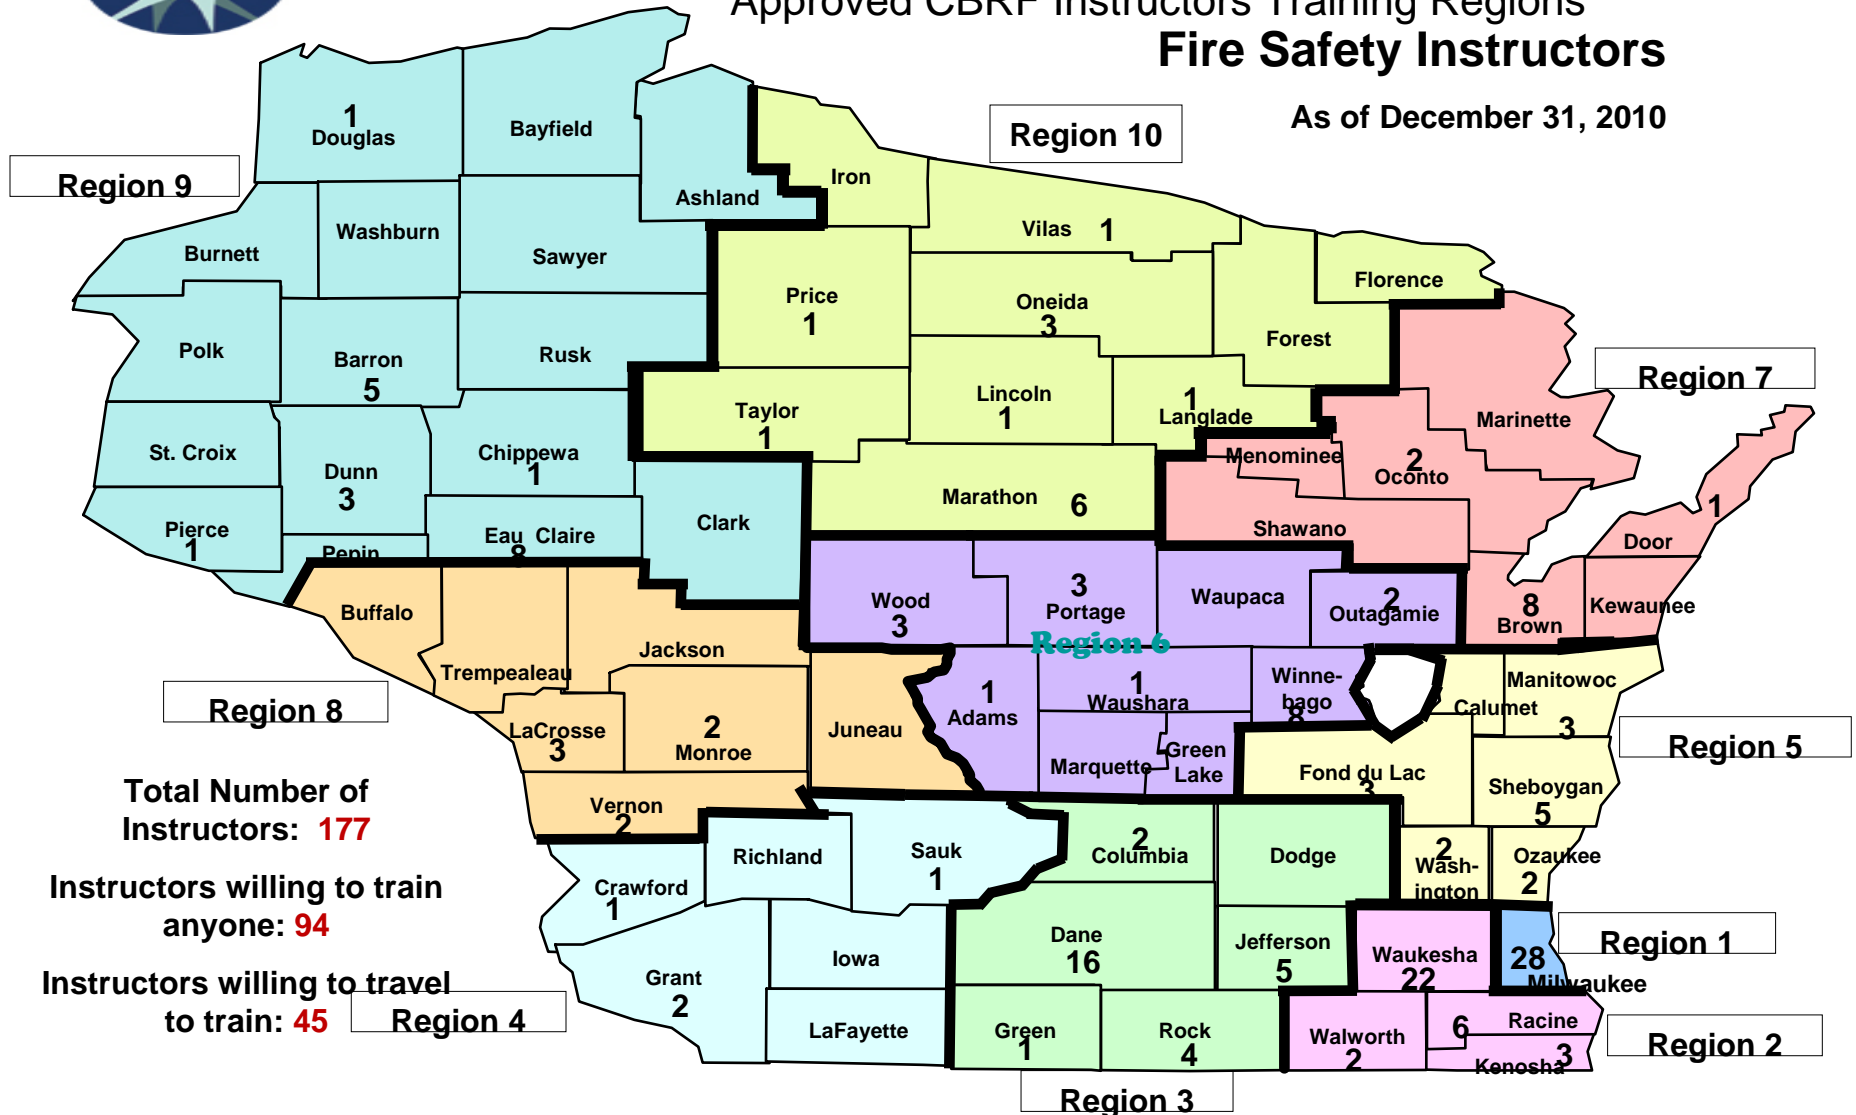 Approved CBRF Instructors Training Regions
Fire Safety Instructors
As of December 31, 2010
Region 10
Region 9
1
Douglas
Bayfield
Ashland
Iron
Burnett
Washburn
Sawyer
Vilas 1
Florence
Price
1
Oneida
3
Forest
Polk
Barron
5
Rusk
Region 7
Taylor
1
Lincoln
1
1
Langlade
Marinette
St. Croix
Dunn
3
Chippewa
1
Menominee
2
Oconto
Marathon 6
Clark
Pierce
1
Pepin
Eau Claire
8
Shawano
1
Door
Buffalo
Wood
3
3
Portage
Waupaca
2
Outagamie
8
Brown
Kewaunee
Region 6
Trempealeau
Jackson
Region 8
LaCrosse
3
2
Monroe
Juneau
1
Adams
1
Waushara
Winne-
bago
8
Calumet
Manitowoc
3
Region 5
Marquette
Green
Lake
Fond du Lac
3
Sheboygan
5
Vernon
2
Total Number of
Instructors: 177
Instructors willing to train
anyone: 94
Instructors willing to travel
to train: 45
Region 4
Richland
Sauk
1
2
Columbia
Dodge
2
Wash-
ington
Ozaukee
2
Crawford
1
Grant
2
Iowa
LaFayette
Dane
16
Jefferson
5
Waukesha
22
28
Milwaukee
Region 1
Green
1
Rock
4
Walworth
2
6
Racine
Kenosha
3
Region 2
Region 3